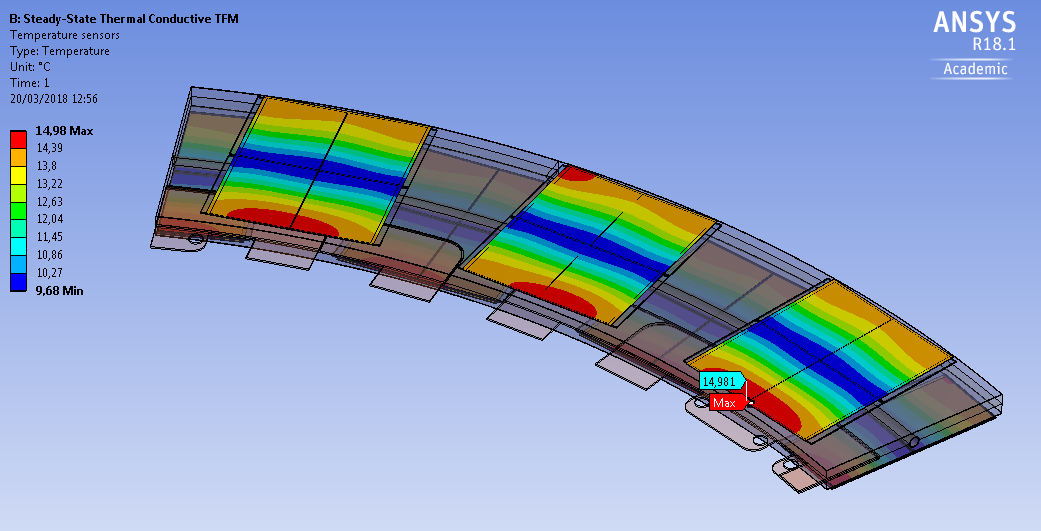 B: Steady-State Thermal Conductive TFM
Temperature sensors
Type: Temperature
Unit: °C
Time: 1
20/03/2018 12:56
14,98 Max
14,39
13,8
13,22
12,63
12,04
11,45
10,86
10,27
9,68 Min
ANSYS
R18.1
Academic
14,981
Max